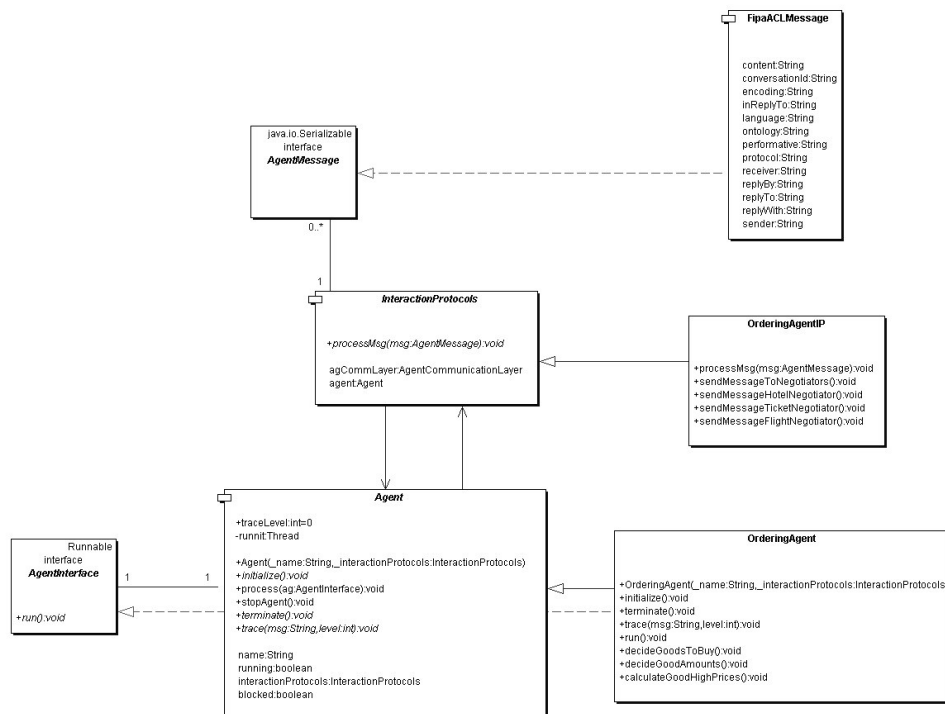 FipaACLMessage
content:String
conversationId:String
encoding:String
inReplyTo:String
language:String
ontology:String
performative:String
protocol:String
receiver:String
replyBy:String
replyTo:String
replyWith:String
sender:String
java.io.Serializable
interface
AgentMessage
0..*
1
InteractionProtocols
+processMsg(msg:AgentMessage):void
agCommLayer:AgentCommunicationLayer
agent:Agent
OrderingAgentIP
+processMsg(msg:AgentMessage):void
+sendMessageToNegotiators():void
+sendMessageHotelNegotiator():void
+sendMessageTicketNegotiator():void
+sendMessageFlightNegotiator():void
Agent
+traceLevel:int=0
-runnit:Thread
+Agent(_name:String,_interactionProtocols:InteractionProtocols)
+initialize():void
+process(ag:AgentInterface):void
+stopAgent():void
+terminate():void
+trace(msg:String,level:int):void
name:String
running:boolean
interactionProtocols:InteractionProtocols
blocked:boolean
Runnable
interface
AgentInterface
+run():void
1
1
OrderingAgent
+OrderingAgent(_name:String,_interactionProtocols:InteractionProtocols
+initialize():void
+terminate():void
+trace(msg:String,level:int):void
+run():void
+decideGoodsToBuy():void
+decideGoodAmounts():void
+calculateGoodHighPrices():void